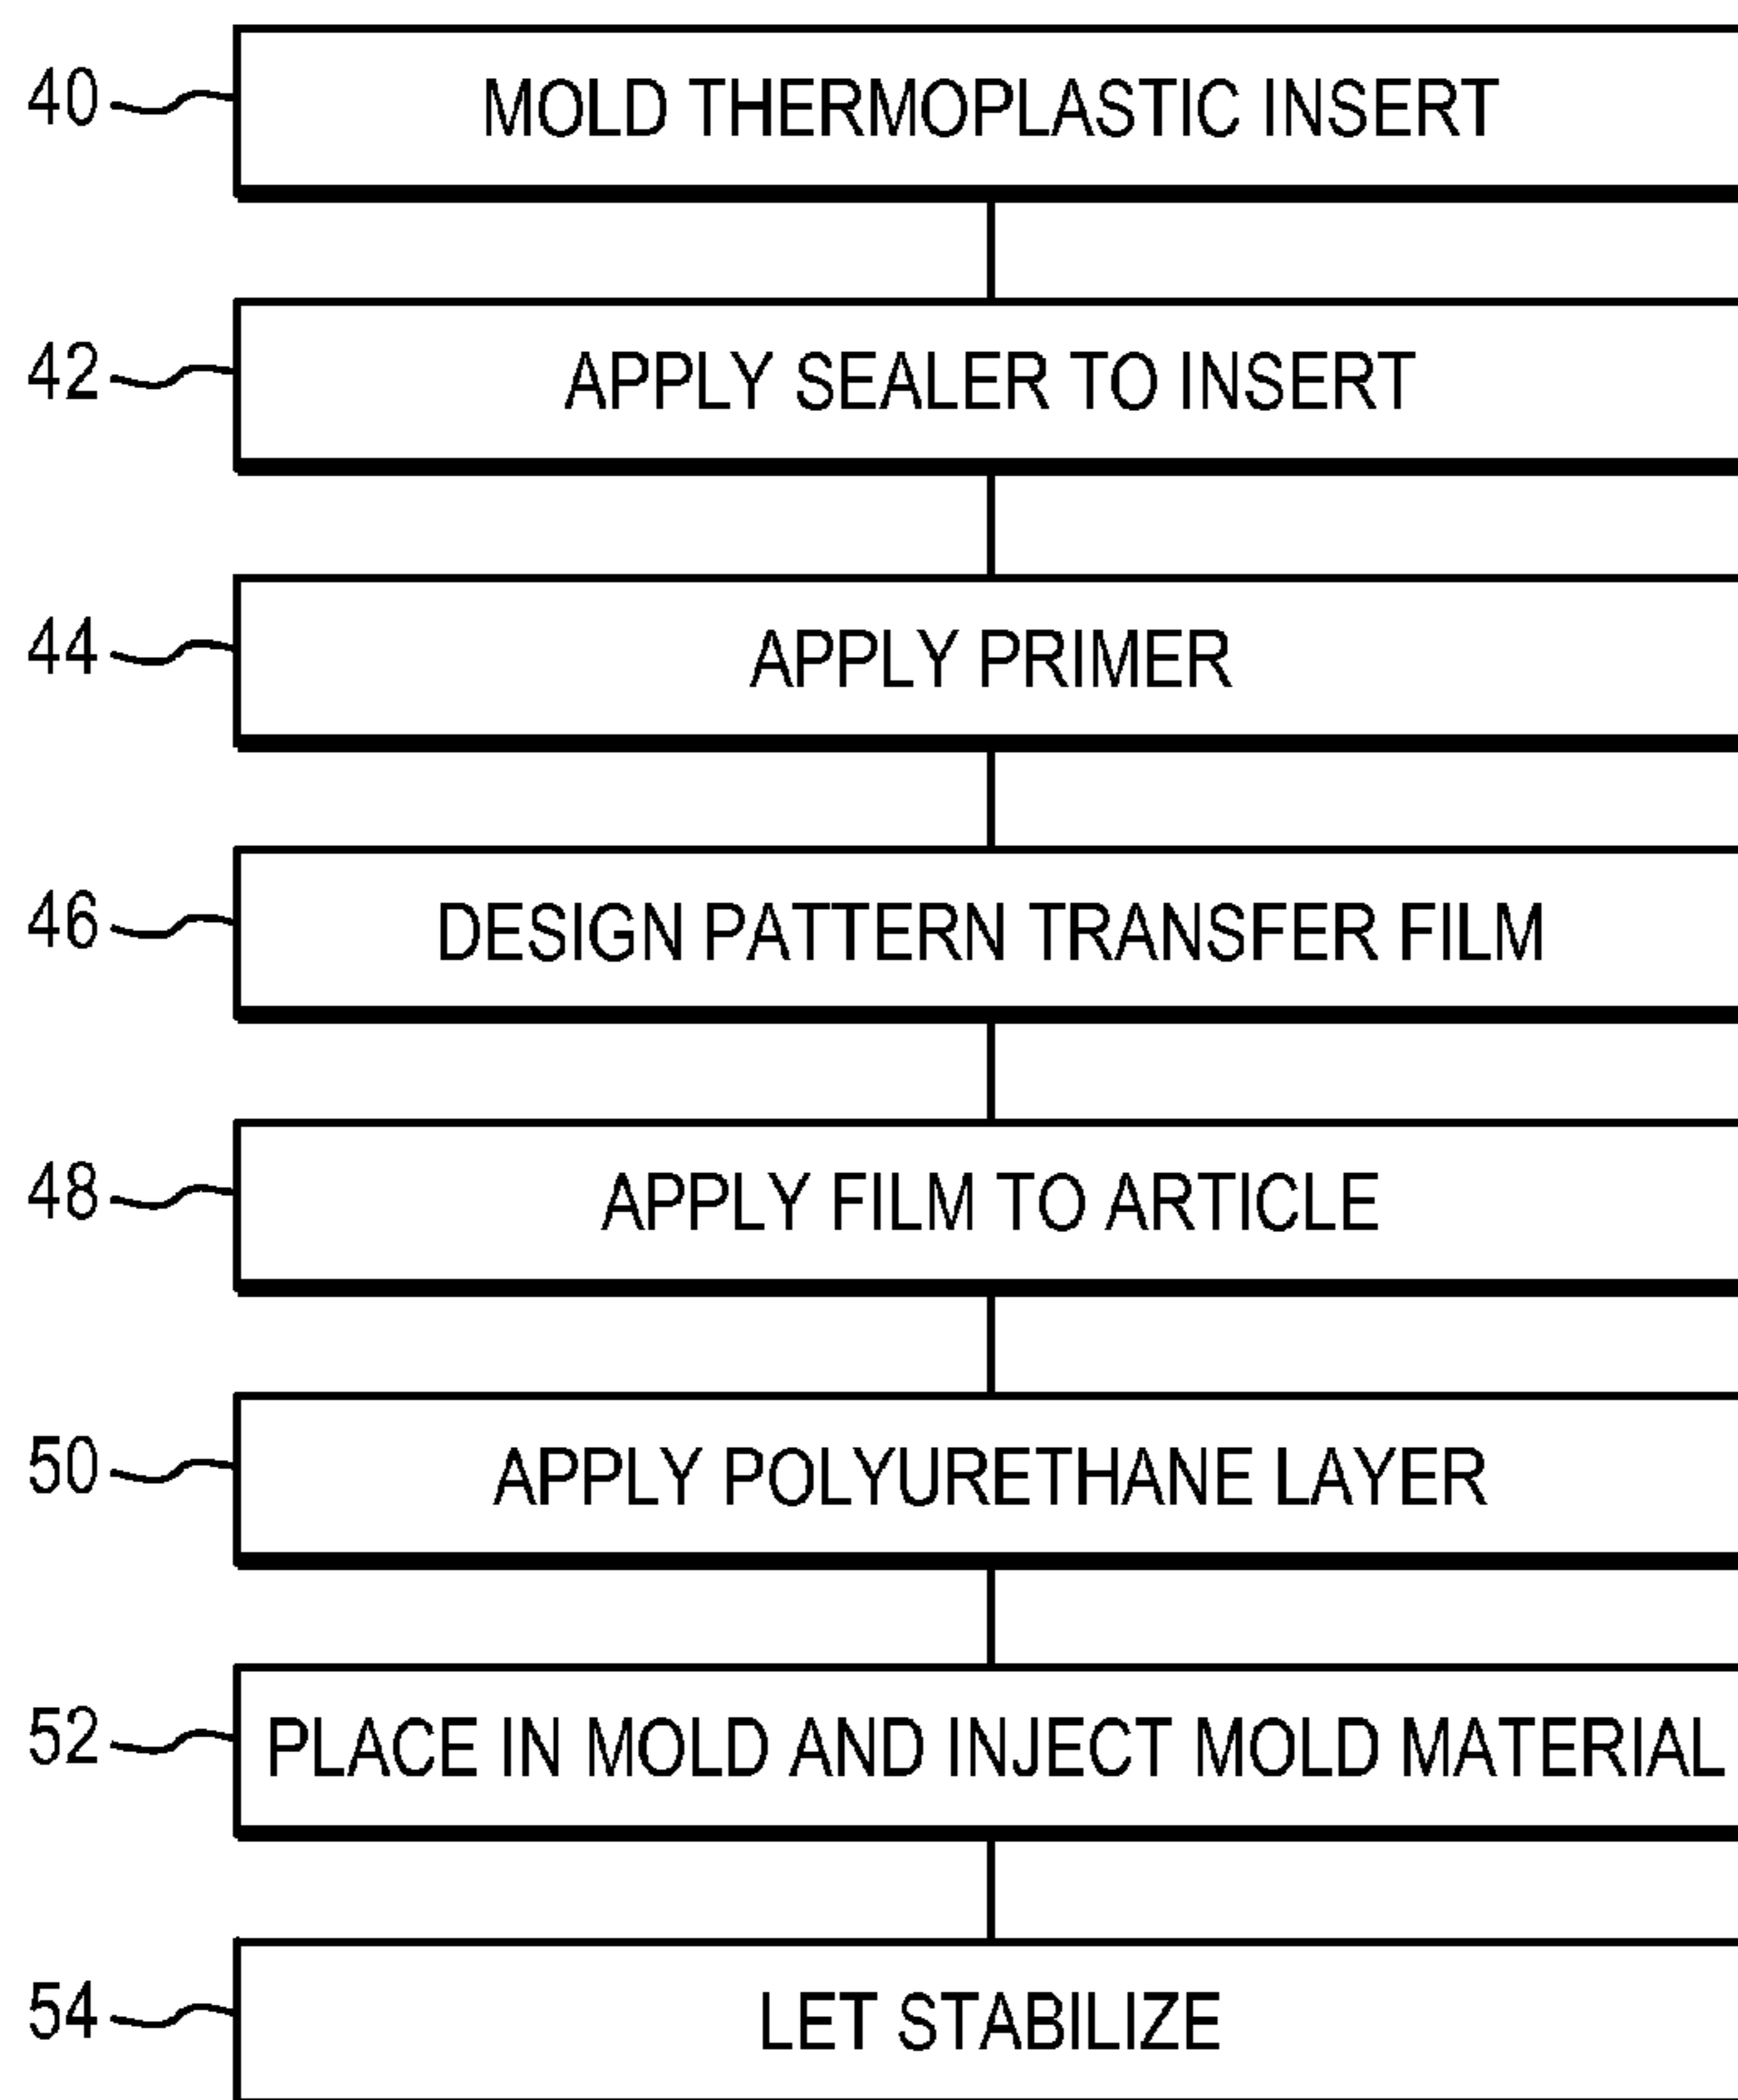 40 MOLD THERMOPLASTIC INSERT
42 APPLY SEALER TO INSERT
44 APPLY PRIMER
46 DESIGN PATTERN TRANSFER FILM
48 APPLY FILM TO ARTICLE
50 APPLY POLYURETHANE LAYER
52 PLACE IN MOLD AND INJECT MOLD MATERIAL
54 LET STABILIZE